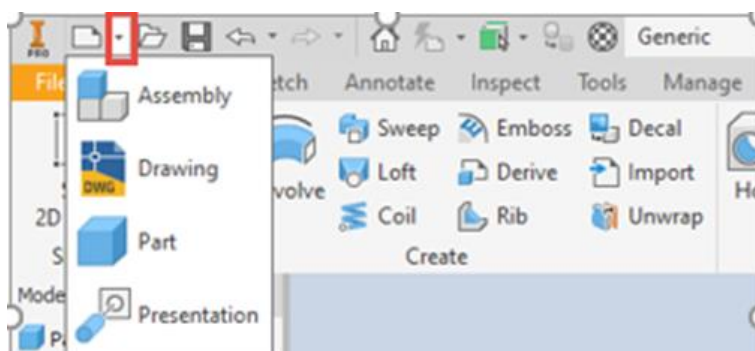 PRO
Generic
File
tch
Annotate
Inspect
Tools
Manage
Assembly
DWG
Drawing
Part
Presentation
volve
Sweep
Emboss
Decal
Loft
Derive
Import
Coil
Rib
Unwrap
Create
2D
S
Mode
Pa